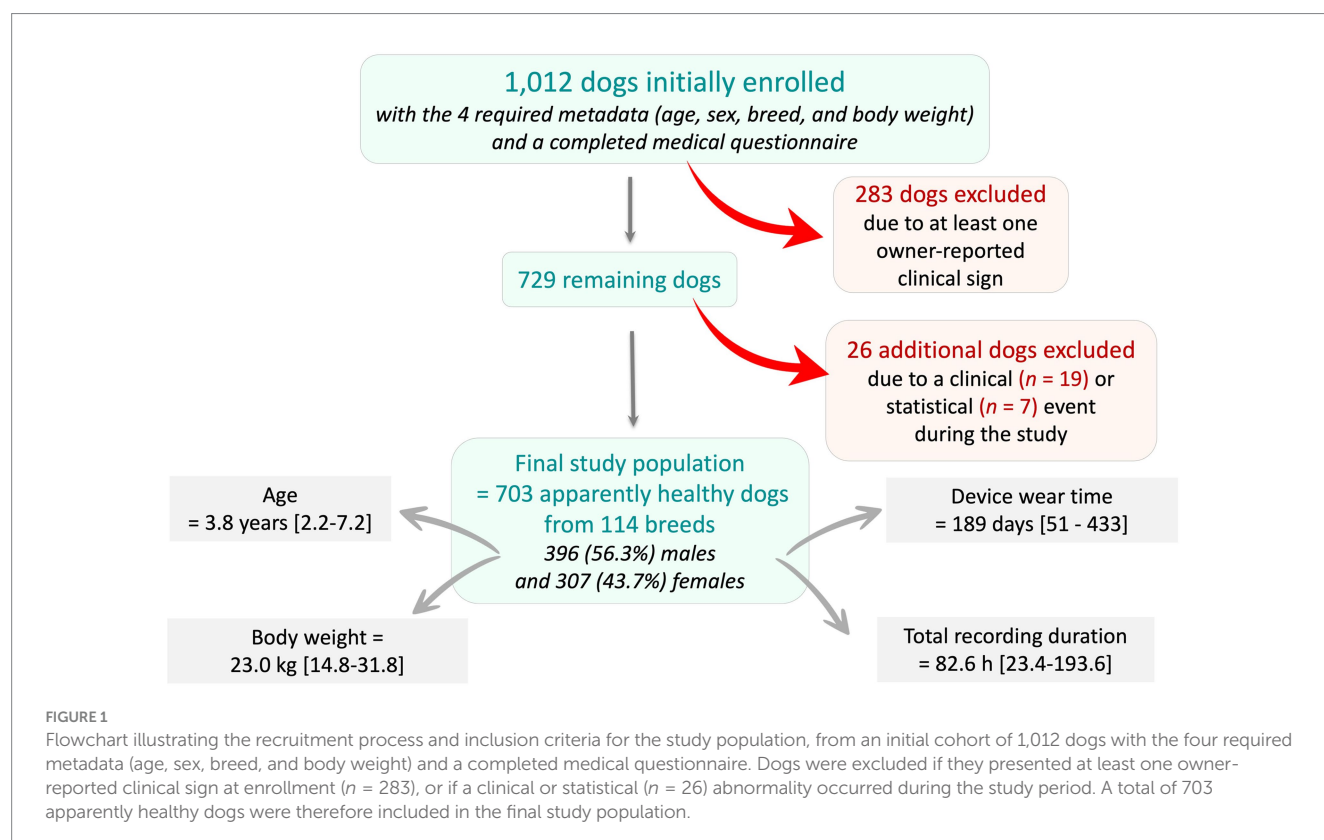 1,012 dogs initially enrolled
with the 4 required metadata (age, sex, breed, and body weight)
and a completed medical questionnaire
283 dogs excluded
due to at least one
owner-reported
clinical sign
729 remaining dogs
26 additional dogs excluded
due to a clinical (n = 19) or
statistical (n = 7) event
during the study
Final study population
= 703 apparently healthy dogs
from 114 breeds
396 (56.3%) males
and 307 (43.7%) females
Age
= 3.8 years [2.2-7.2]
Device wear time
= 189 days [51 - 433]
Body weight =
23.0 kg [14.8-31.8]
Total recording duration
= 82.6 h [23.4-193.6]
FIGURE 1
Flowchart illustrating the recruitment process and inclusion criteria for the study population, from an initial cohort of 1,012 dogs with the four required
metadata (age, sex, breed, and body weight) and a completed medical questionnaire. Dogs were excluded if they presented at least one owner-
reported clinical sign at enrollment (n = 283), or if a clinical or statistical (n = 26) abnormality occurred during the study period. A total of 703
apparently healthy dogs were therefore included in the final study population.